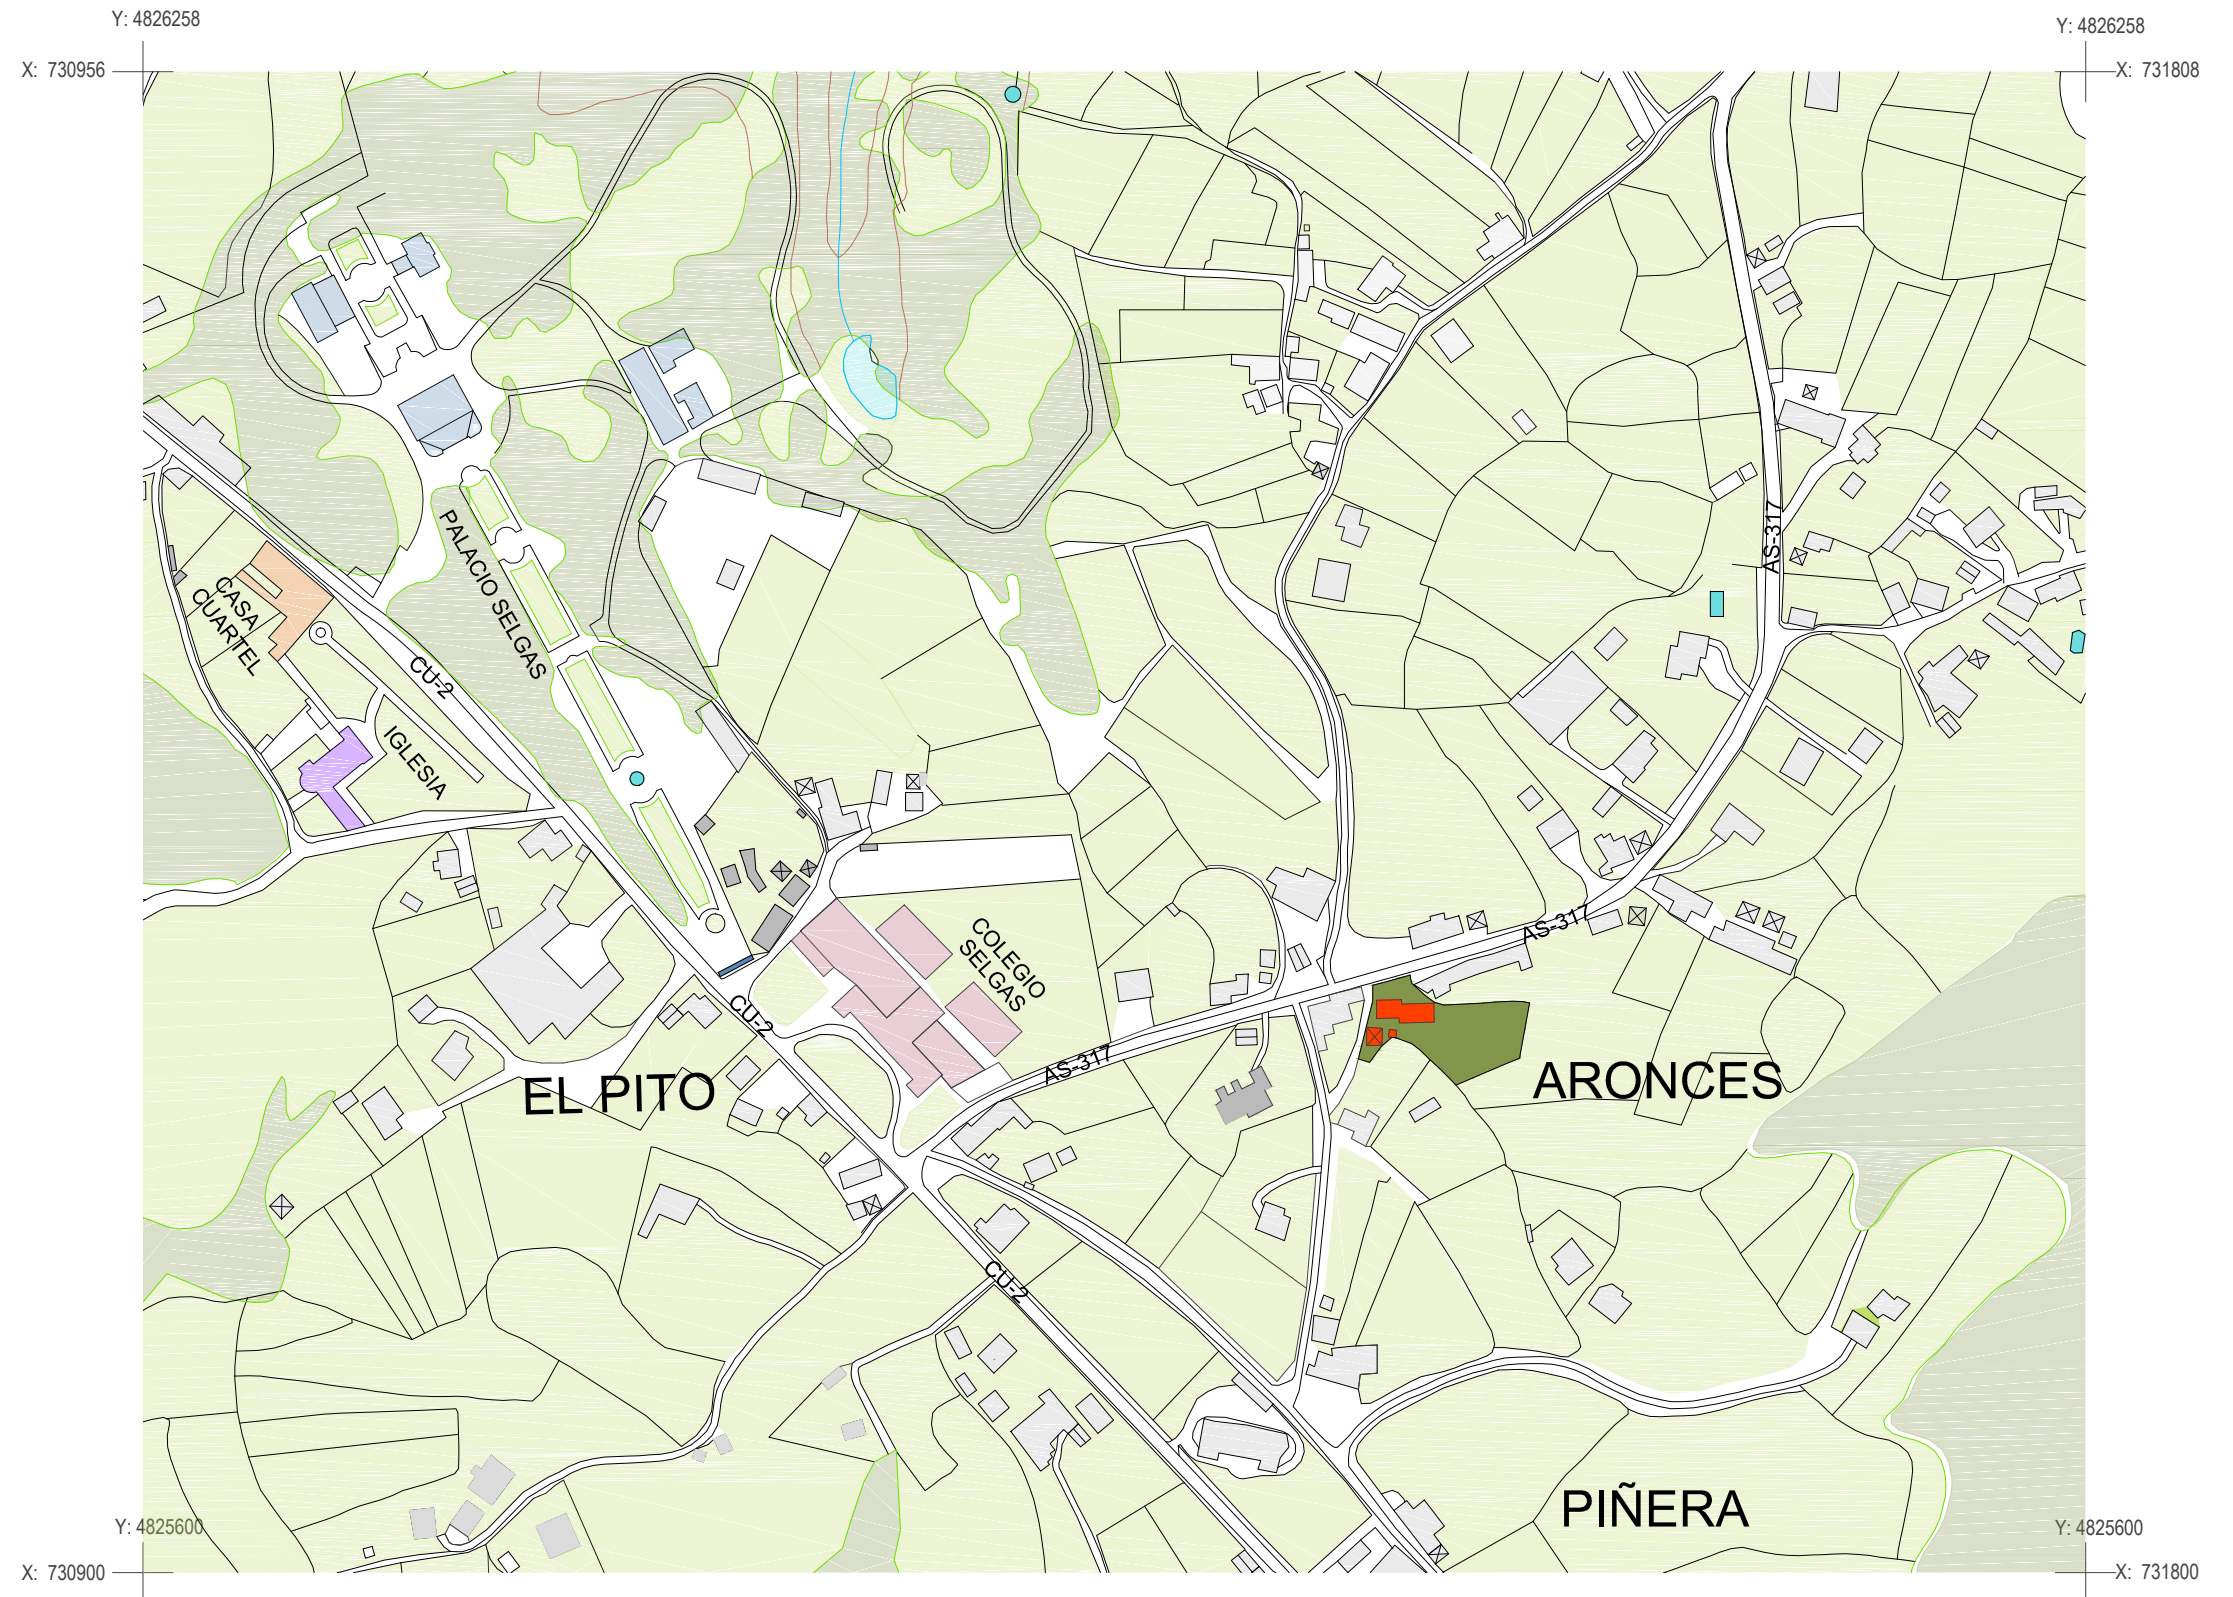 Y: 4826258
Y: 4826258
X: 730956
X: 731808
AS-317
PALACIO SELGAS
CASA
CUARTEL
CU-2
IGLESIA
COLEGIO
SELGAS
AS-317
CU-2
AS-317
EL PITO
ARONCES
CU-2
PIÑERA
Y: 4825600
Y: 4825600
X: 730900
X: 731800